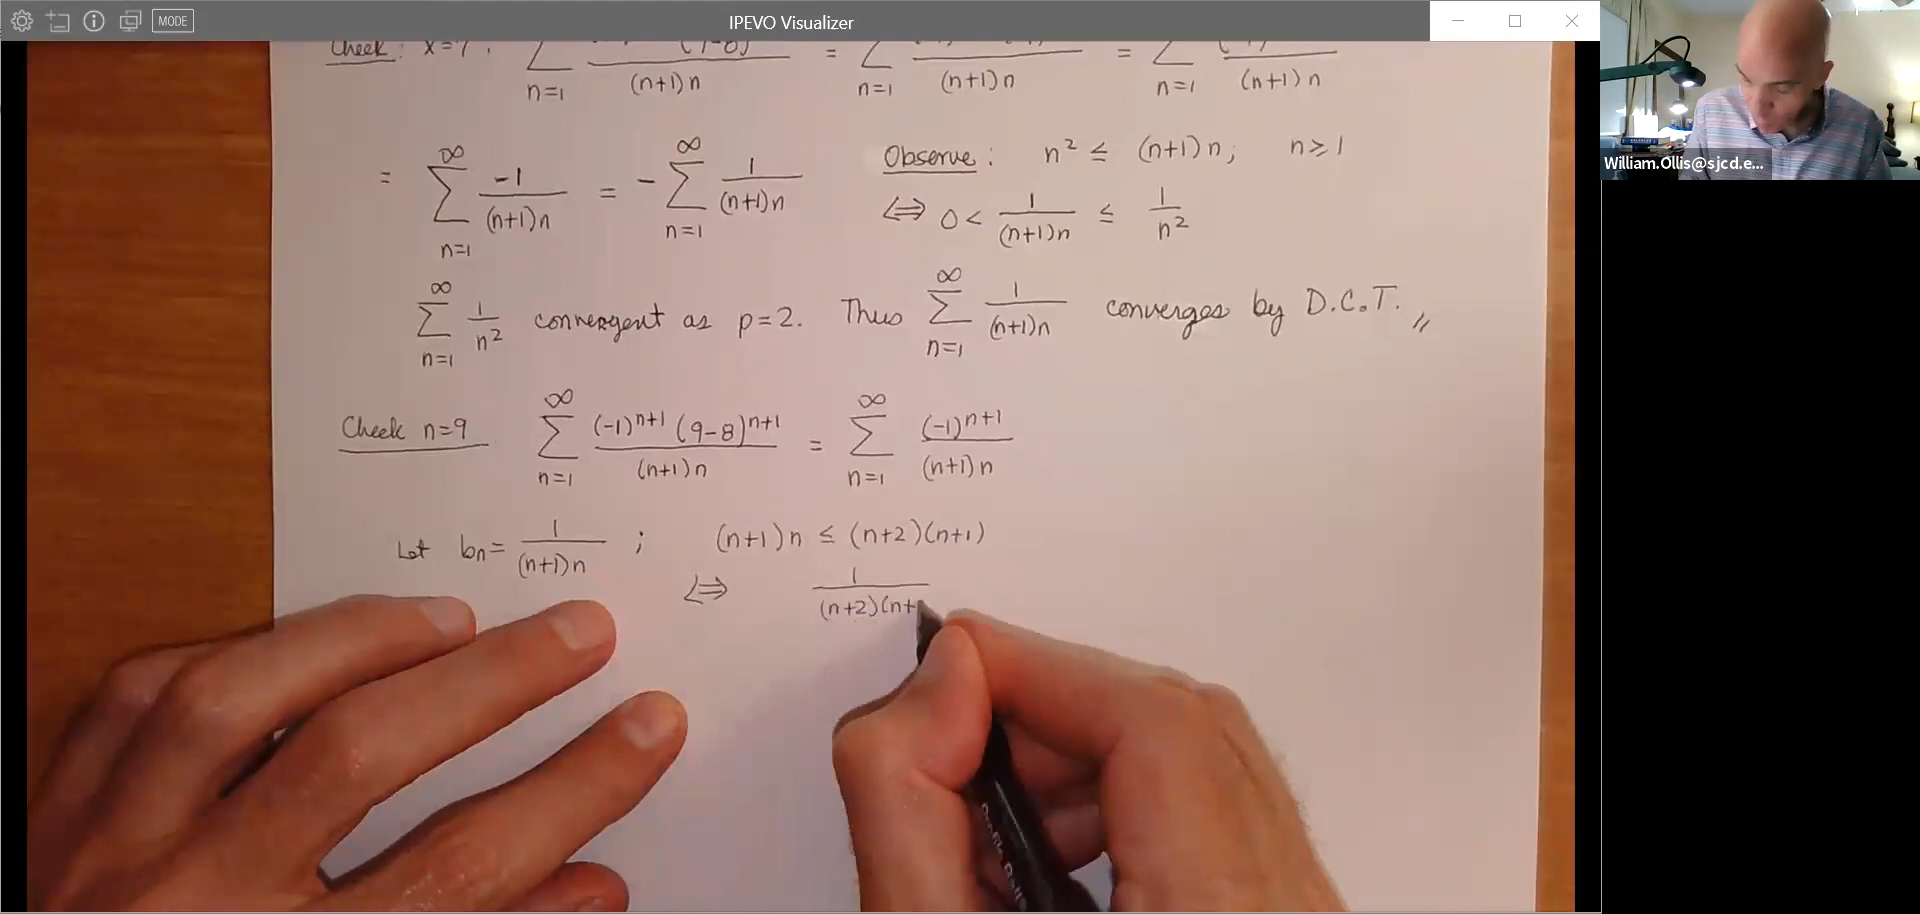 MODE
IPEVO Visualizer
William.Ollis@sjcd.e...
Check: x=7:
n=1 (n+1)n = n=1 (n+1)n = n=1 (n+1)n
= ∑_{n=1}^{∞} -1/(n+1)n = -∑_{n=1}^{∞} 1/(n+1)n
Observe: n² ≤ (n+1)n; n≥1
⟺ 0 < 1/(n+1)n ≤ 1/n²
∑_{n=1}^{∞} 1/n² convergent as p=2. Thus ∑_{n=1}^{∞} 1/(n+1)n converges by D.C.T. //
Check n=9 ∑_{n=1}^{∞} (-1)^{n+1} (9-8)^{n+1}/(n+1)n = ∑_{n=1}^{∞} (-1)^{n+1}/(n+1)n
Let bn= 1/(n+1)n ; (n+1)n ≤ (n+2)(n+1)
⟺ 1/(n+2)(n+